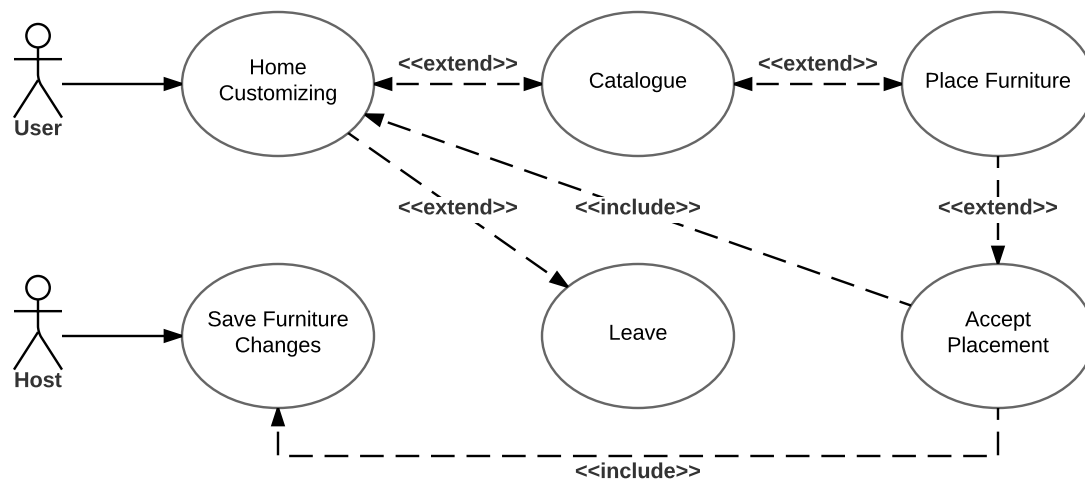 Home
Customizing
<<extend>>
Catalogue
<<extend>>
Place Furniture
User
<<extend>>
<<include>>
<<extend>>
Save Furniture
Changes
Leave
Accept
Placement
Host
<<include>>